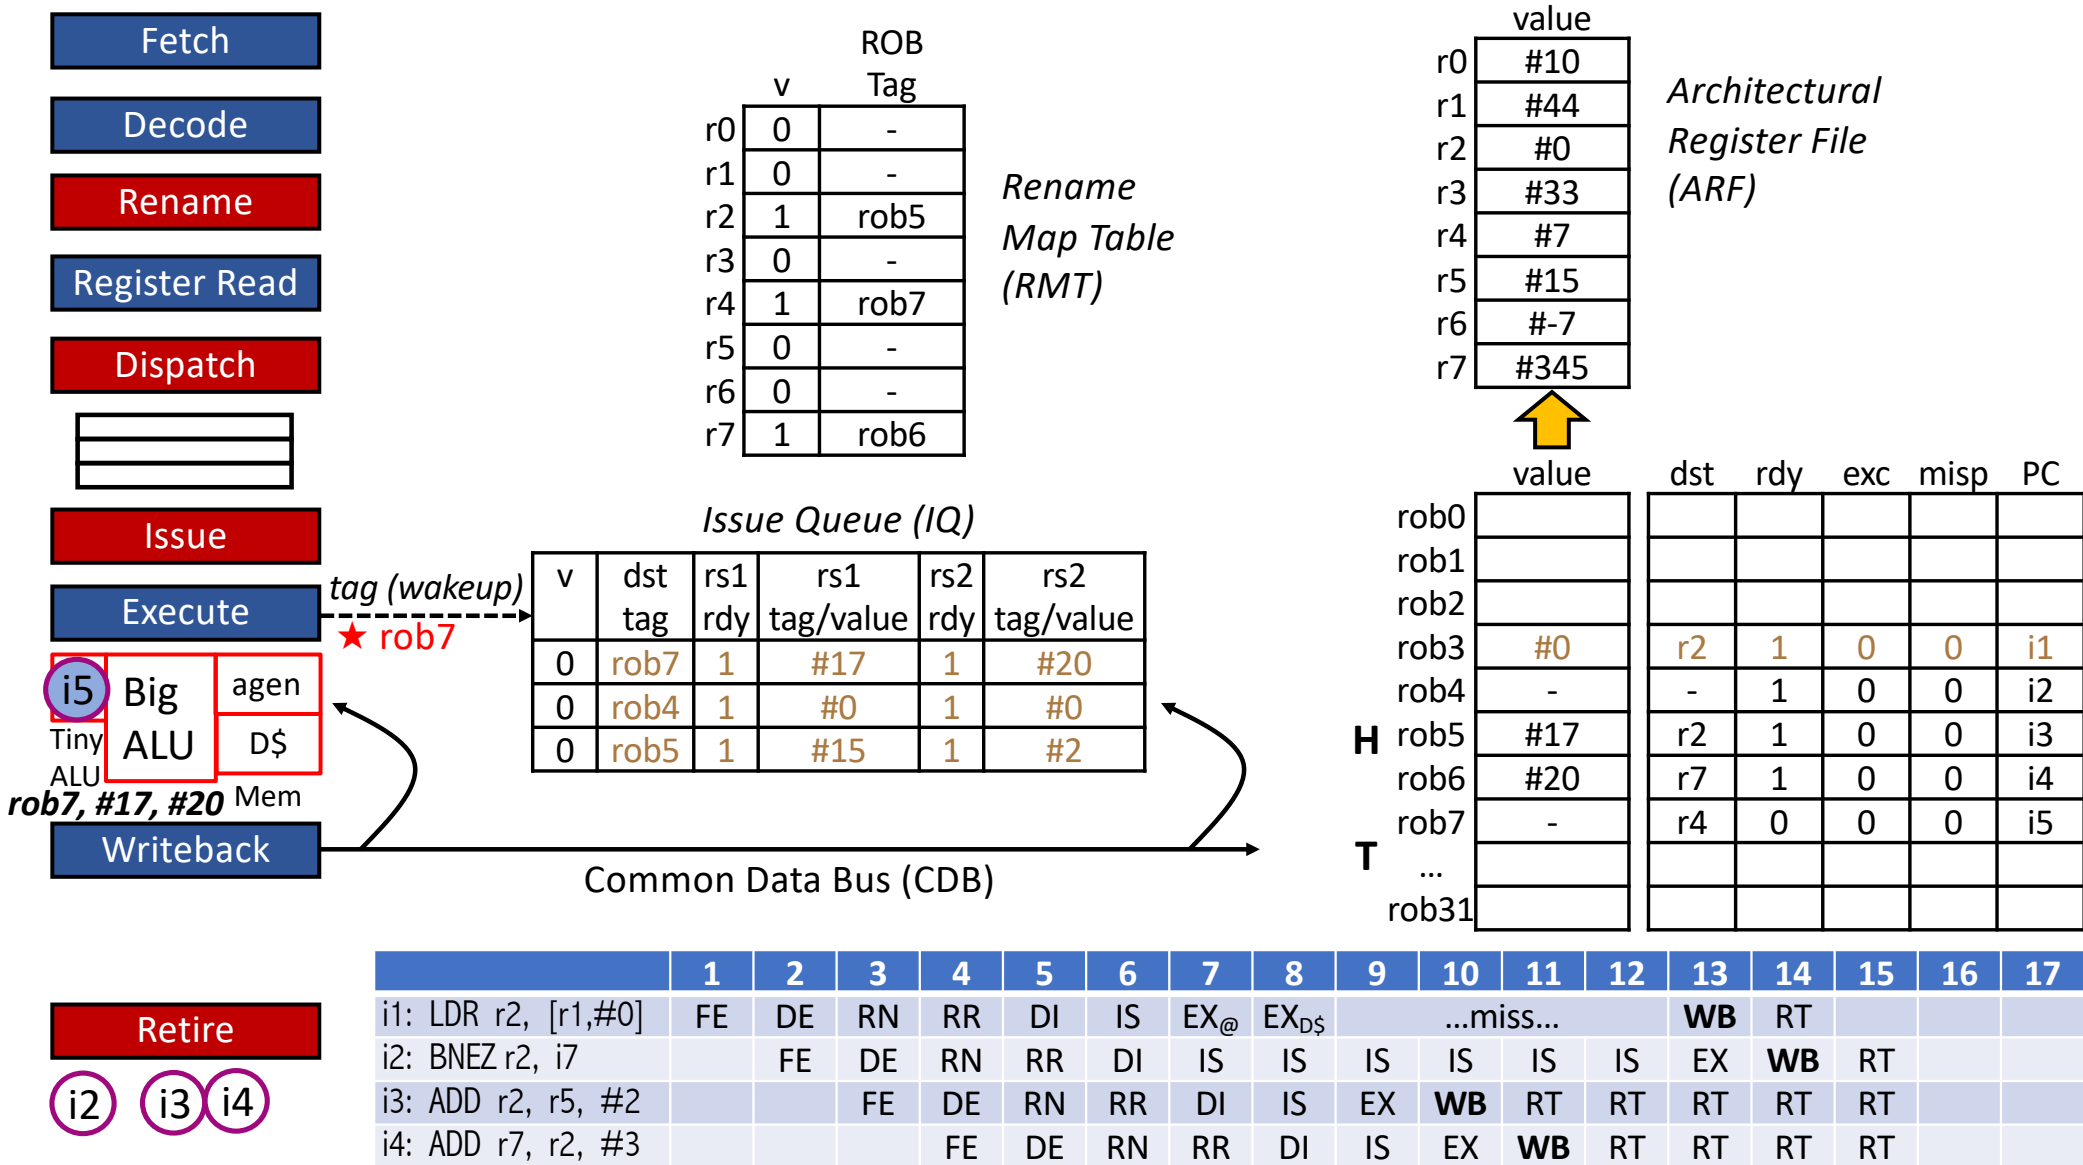 Fetch
Decode
Rename
Register Read
Dispatch
Issue
Execute
tag (wakeup)
★ rob7
i5
Tiny
ALU
Big
ALU
agen
D$
Mem
rob7, #17, #20
Writeback
Common Data Bus (CDB)
Retire
i2 i3 i4
ROB
v Tag
r0 0 -
r1 0 -
r2 1 rob5
r3 0 -
r4 1 rob7
r5 0 -
r6 0 -
r7 1 rob6
Rename
Map Table
(RMT)
Issue Queue (IQ)
v dst rs1 rs1 rs2 rs2
tag rdy tag/value rdy tag/value
0 rob7 1 #17 1 #20
0 rob4 1 #0 1 #0
0 rob5 1 #15 1 #2
value
r0 #10
r1 #44
r2 #0
r3 #33
r4 #7
r5 #15
r6 #-7
r7 #345
Architectural
Register File
(ARF)
value dst rdy exc misp PC
rob0
rob1
rob2
rob3 #0 r2 1 0 0 i1
rob4 - - 1 0 0 i2
H rob5 #17 r2 1 0 0 i3
rob6 #20 r7 1 0 0 i4
rob7 - r4 0 0 0 i5
T ...
rob31
1 2 3 4 5 6 7 8 9 10 11 12 13 14 15 16 17
i1: LDR r2, [r1,#0] FE DE RN RR DI IS EX@ EXD$ ...miss... WB RT
i2: BNEZ r2, i7 FE DE RN RR DI IS IS IS IS IS IS EX WB RT
i3: ADD r2, r5, #2 FE DE RN RR DI IS EX WB RT RT RT RT RT
i4: ADD r7, r2, #3 FE DE RN RR DI IS EX WB RT RT RT RT